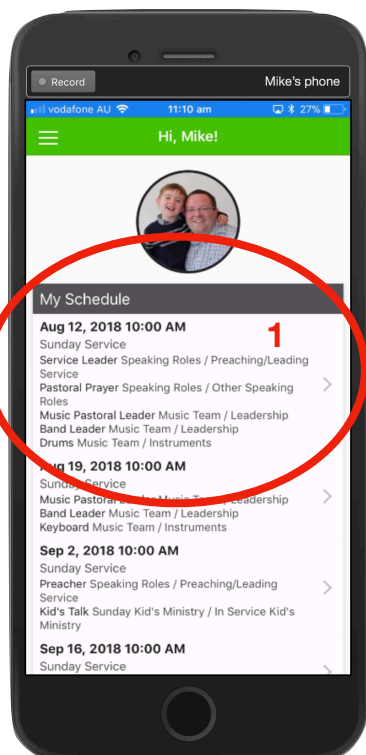 Record
Mike's phone
vodafone AU
11:10 am
27%
Hi, Mike!
My Schedule
1
Aug 12, 2018 10:00 AM
Sunday Service
Service Leader Speaking Roles / Preaching/Leading
Service
Pastoral Prayer Speaking Roles / Other Speaking
Roles
Music Pastoral Leader Music Team / Leadership
Band Leader Music Team / Leadership
Drums Music Team / Instruments
Aug 19, 2018 10:00 AM
Sunday Service
Music Pastoral Leader Music Team / Leadership
Band Leader Music Team / Leadership
Keyboard Music Team / Instruments
Sep 2, 2018 10:00 AM
Sunday Service
Preacher Speaking Roles / Preaching/Leading
Service
Kid's Talk Sunday Kid's Ministry / In Service Kid's
Ministry
Sep 16, 2018 10:00 AM
Sunday Service